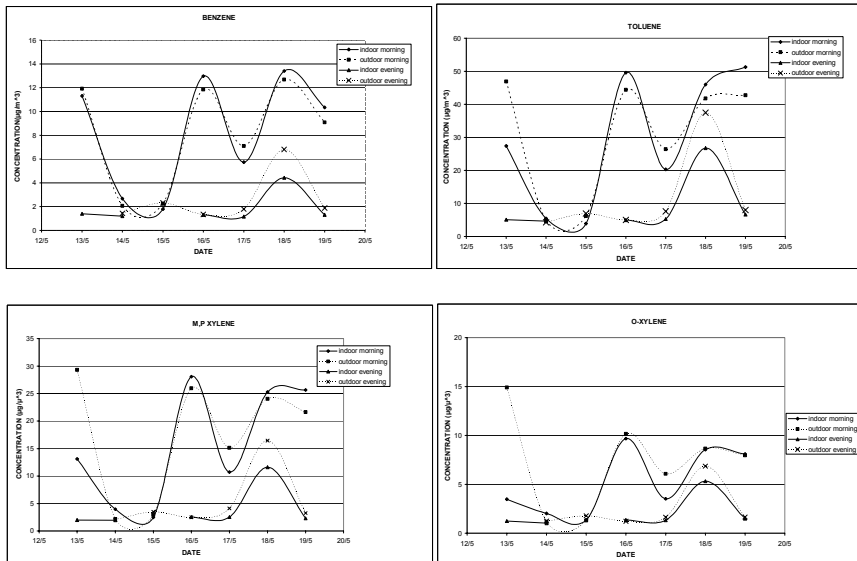 BENZENE
CONCENTRATION(µg/m^3)
16
14
12
10
8
6
4
2
0
12/5 13/5 14/5 15/5 16/5 17/5 18/5 19/5 20/5
DATE
indoor morning
outdoor morning
indoor evening
outdoor evening
TOLUENE
CONCENTRATION (µg/m^3)
60
50
40
30
20
10
0
12/5 13/5 14/5 15/5 16/5 17/5 18/5 19/5 20/5
DATE
indoor morning
outdoor morning
indoor evening
outdoor evening
M,P XYLENE
CONCENTRATION (µg/µ^3)
35
30
25
20
15
10
5
0
12/5 13/5 14/5 15/5 16/5 17/5 18/5 19/5 20/5
DATE
indoor morning
outdoor morning
indoor evening
outdoor evening
O-XYLENE
CONCENTRATION (µg/µ^3)
20
15
10
5
0
12/5 13/5 14/5 15/5 16/5 17/5 18/5 19/5 20/5
DATE
indoor morning
outdoor morning
indoor evening
outdoor evening